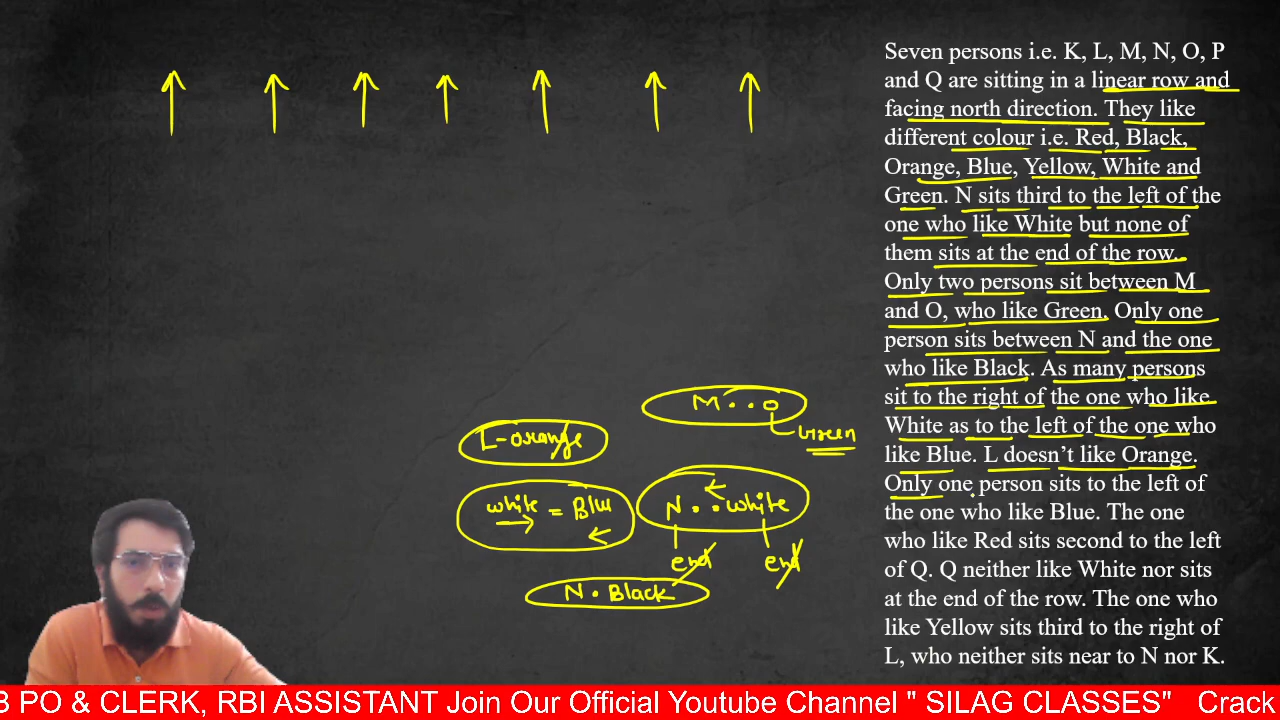 Seven persons i.e. K, L, M, N, O, P
and Q are sitting in a linear row and
facing north direction. They like
different colour i.e. Red, Black,
Orange, Blue, Yellow, White and
Green. N sits third to the left of the
one who like White but none of
them sits at the end of the row.
Only two persons sit between M
and O, who like Green. Only one
person sits between N and the one
who like Black. As many persons
sit to the right of the one who like
White as to the left of the one who
like Blue. L doesn't like Orange.
Only one person sits to the left of
the one who like Blue. The one
who like Red sits second to the left
of Q. Q neither like White nor sits
at the end of the row. The one who
like Yellow sits third to the right of
L, who neither sits near to N nor K.
M . . O
Green
L-orange
white = Blue
N . . white
end end
N . Black
B PO & CLERK, RBI ASSISTANT Join Our Official Youtube Channel " SILAG CLASSES" Crack